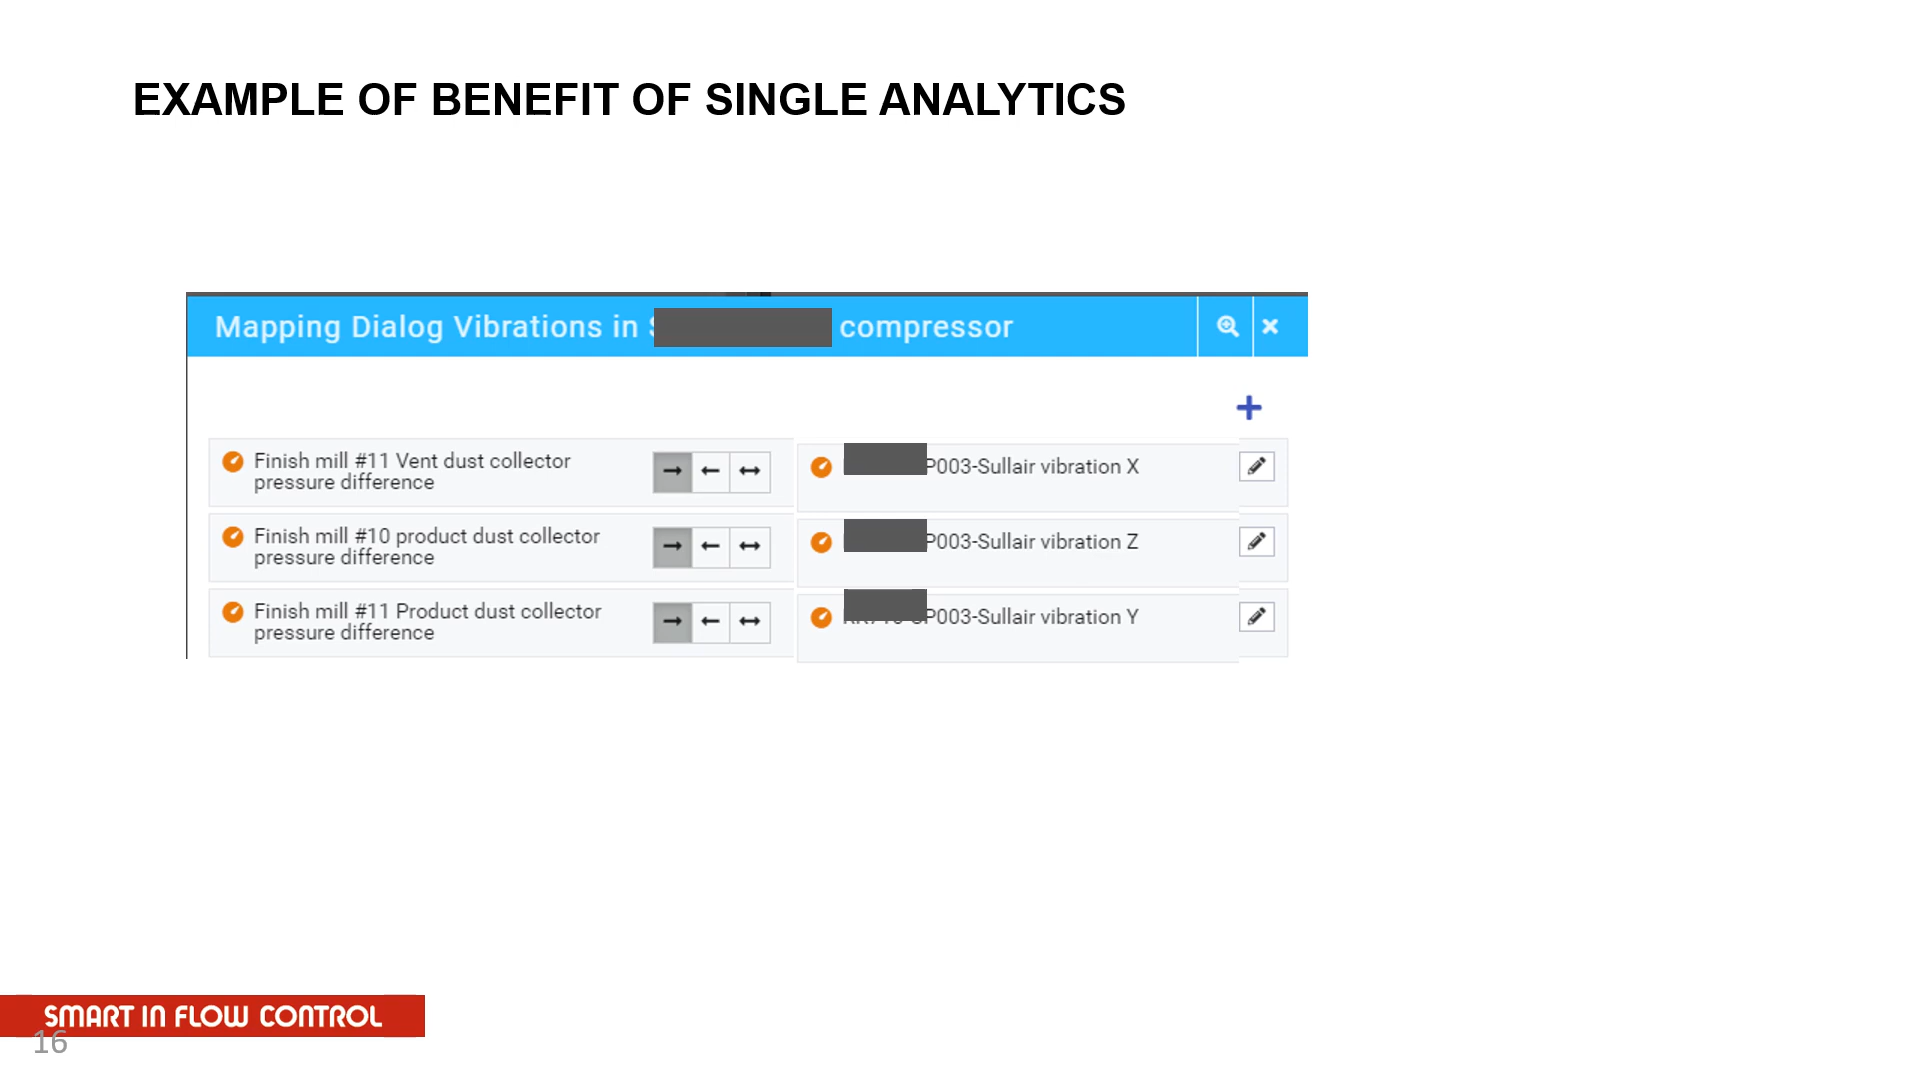 EXAMPLE OF BENEFIT OF SINGLE ANALYTICS
Mapping Dialog Vibrations in compressor
Finish mill #11 Vent dust collector
pressure difference
P003-Sullair vibration X
Finish mill #10 product dust collector
pressure difference
P003-Sullair vibration Z
Finish mill #11 Product dust collector
pressure difference
P003-Sullair vibration Y
SMART IN FLOW CONTROL
16